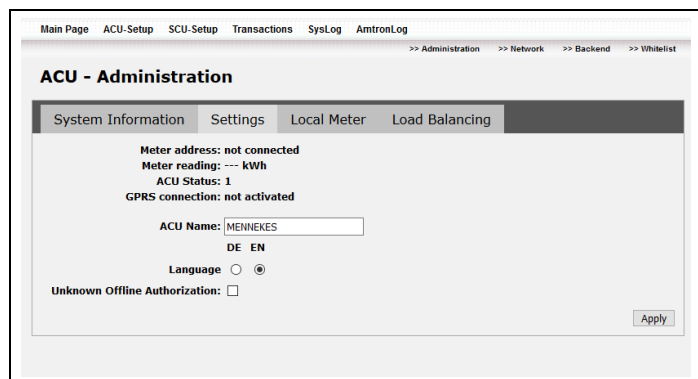 Main Page ACU-Setup SCU-Setup Transactions SysLog AmtronLog
>> Administration >> Network >> Backend >> Whitelist
ACU - Administration
System Information Settings Local Meter Load Balancing
Meter address: not connected
Meter reading: --- kWh
ACU Status: 1
GPRS connection: not activated
ACU Name: MENNEKES
DE EN
Language
Unknown Offline Authorization:
Apply